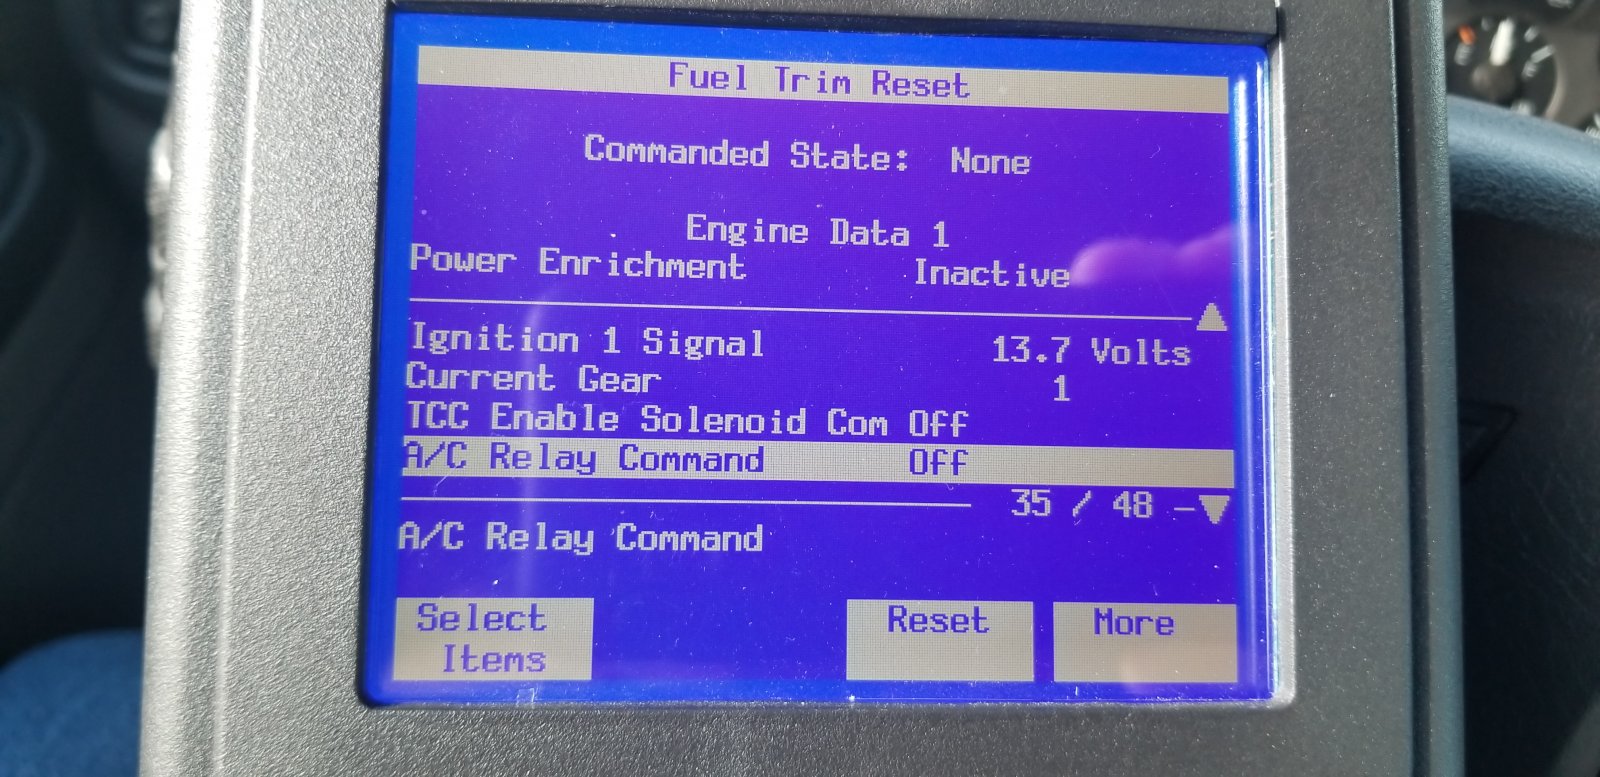 Fuel Trim Reset
Commanded State: None
Engine Data 1
Power Enrichment Inactive
Ignition 1 Signal 13.7 Volts
Current Gear 1
TCC Enable Solenoid Com Off
A/C Relay Command Off
35 / 48
A/C Relay Command
Select Items
Reset
More